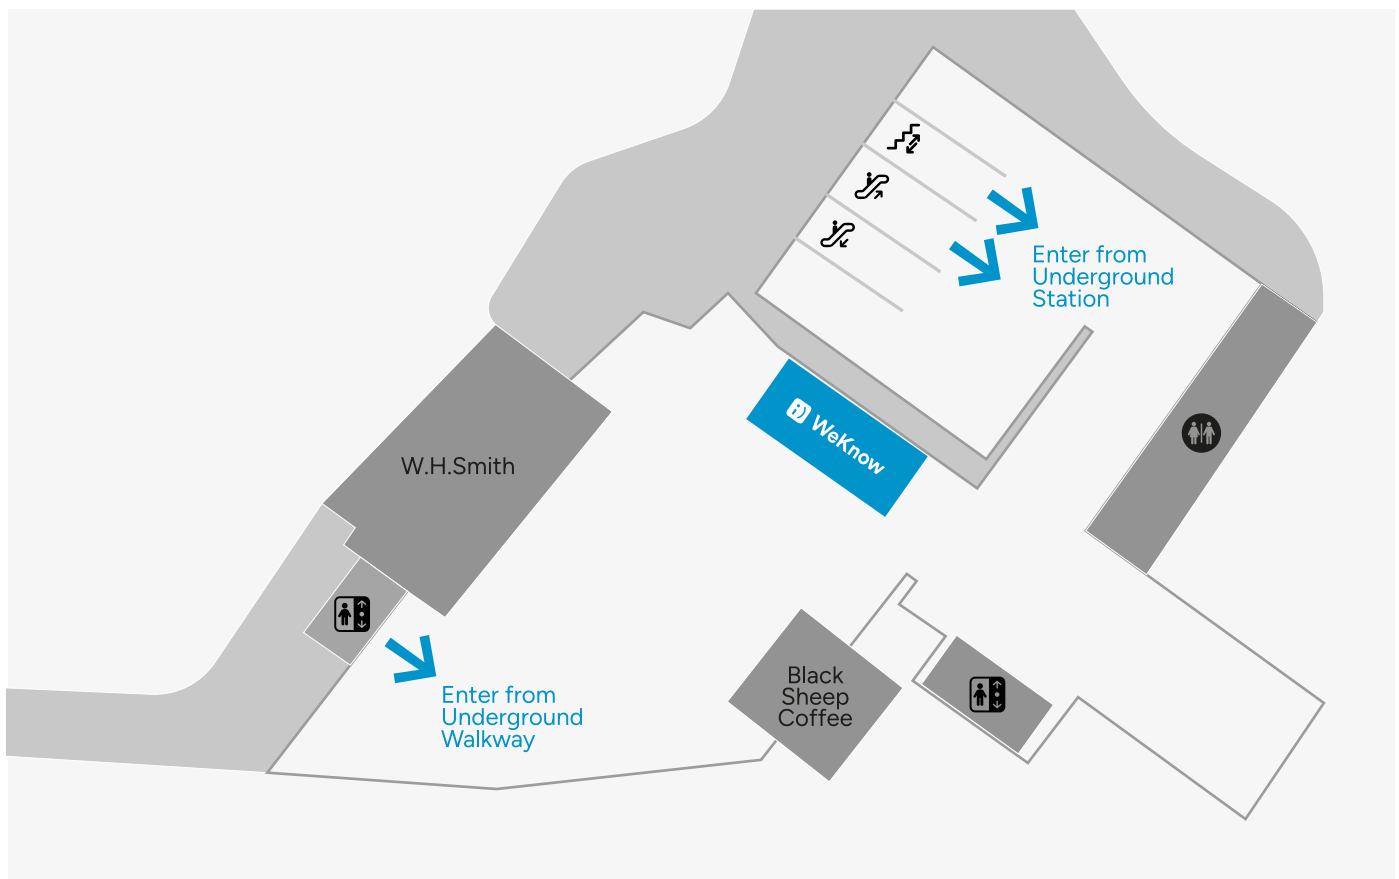 Enter from
Underground
Station
i) WeKnow
W.H.Smith
Enter from
Underground
Walkway
Black
Sheep
Coffee